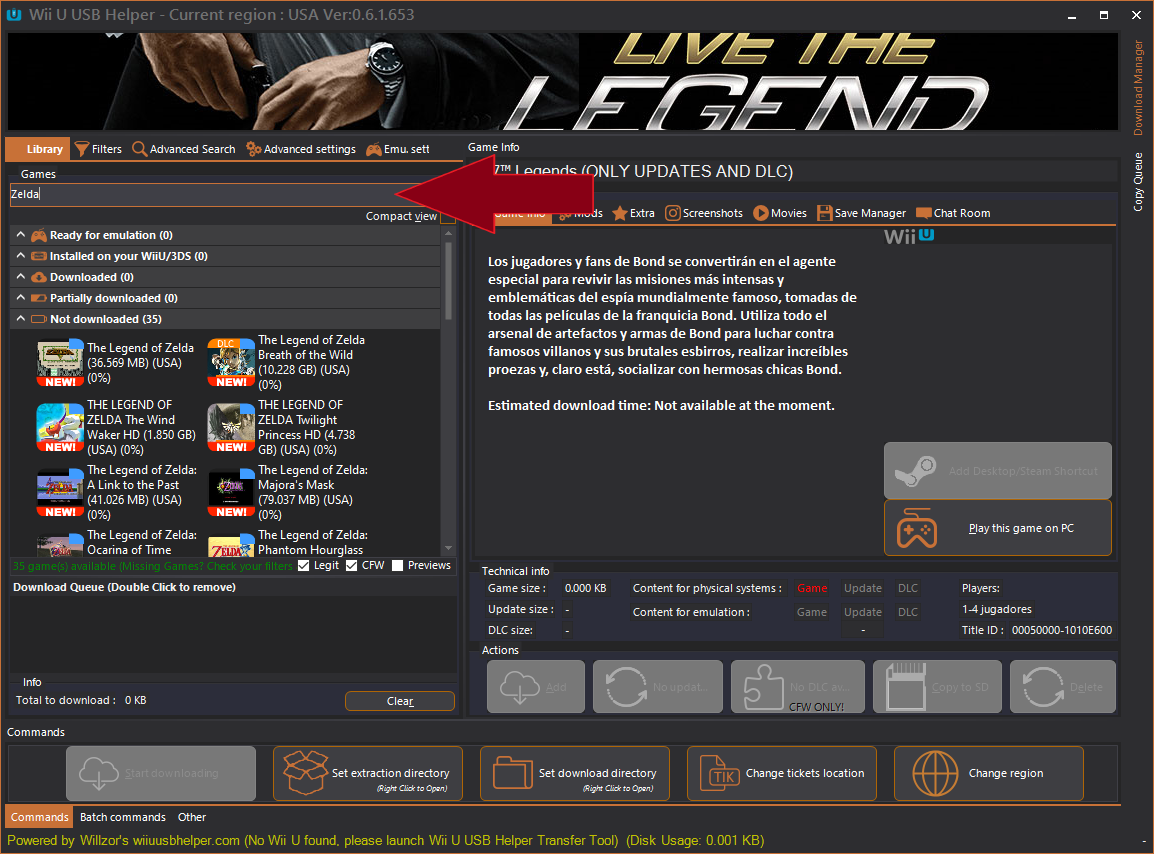 Wii U USB Helper - Current region : USA Ver:0.6.1.653
LIVE THE
LEGEND
Download Manager
Copy Queue
Library
Filters
Advanced Search
Advanced settings
Emu. sett
Games
Zelda
Compact view
Ready for emulation (0)
Installed on your WiiU/3DS (0)
Downloaded (0)
Partially downloaded (0)
Not downloaded (35)
NEW!
The Legend of Zelda
(36.569 MB) (USA)
(0%)
DLC
NEW!
The Legend of Zelda
Breath of the Wild
(10.228 GB) (USA)
(0%)
NEW!
THE LEGEND OF
ZELDA The Wind
Waker HD (1.850 GB)
(USA) (0%)
NEW!
THE LEGEND OF
ZELDA Twilight
Princess HD (4.738
GB) (USA) (0%)
NEW!
The Legend of Zelda:
A Link to the Past
(41.026 MB) (USA)
(0%)
NEW!
The Legend of Zelda:
Majora's Mask
(79.037 MB) (USA)
(0%)
The Legend of Zelda:
Ocarina of Time
ZELDA
The Legend of Zelda:
Phantom Hourglass
35 game(s) available (Missing Games? Check your filters
Legit
CFW
Previews
Download Queue (Double Click to remove)
Info
Total to download : 0 KB
Clear
Game Info
7™ Legends (ONLY UPDATES AND DLC)
Game Info
Mods
Extra
Screenshots
Movies
Save Manager
Chat Room
Wii U
Los jugadores y fans de Bond se convertirán en el agente
especial para revivir las misiones más intensas y
emblemáticas del espía mundialmente famoso, tomadas de
todas las películas de la franquicia Bond. Utiliza todo el
arsenal de artefactos y armas de Bond para luchar contra
famosos villanos y sus brutales esbirros, realizar increíbles
proezas y, claro está, socializar con hermosas chicas Bond.
Estimated download time: Not available at the moment.
Add Desktop/Steam Shortcut
Play this game on PC
Technical info
Game size: 0.000 KB
Content for physical systems : Game Update DLC
Players:
Update size : -
Content for emulation : Game Update DLC
1-4 jugadores
DLC size: -
-
Title ID : 00050000-1010E600
Actions
Add
No updat...
No DLC av...
CFW ONLY!
Copy to SD
Delete
Commands
Start downloading
Set extraction directory
(Right Click to Open)
Set download directory
(Right Click to Open)
TIK
Change tickets location
Change region
Commands
Batch commands
Other
Powered by Willzor's wiiuusbhelper.com (No Wii U found, please launch Wii U USB Helper Transfer Tool) (Disk Usage: 0.001 KB)
-